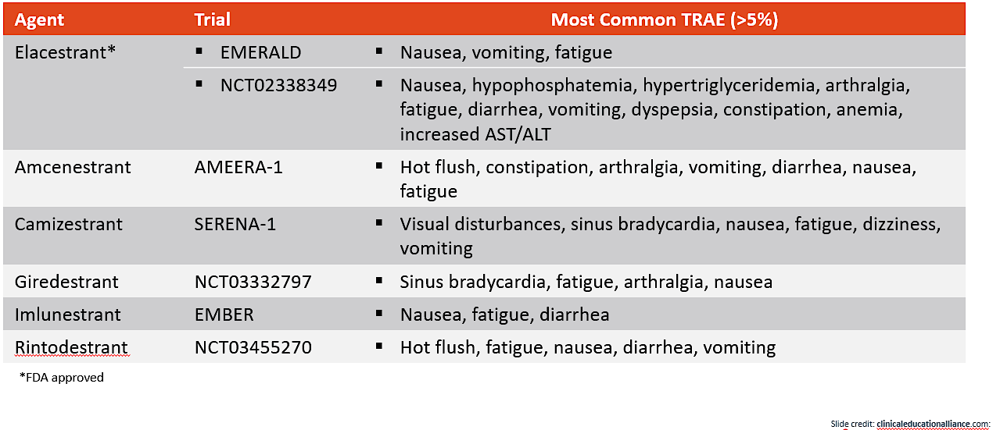 Agent Trial Most Common TRAE (>5%)
Elacestrant* ▪ EMERALD ▪ Nausea, vomiting, fatigue
▪ NCT02338349 ▪ Nausea, hypophosphatemia, hypertriglyceridemia, arthralgia,
fatigue, diarrhea, vomiting, dyspepsia, constipation, anemia,
increased AST/ALT
Amcenestrant AMEERA-1 ▪ Hot flush, constipation, arthralgia, vomiting, diarrhea, nausea,
fatigue
Camizestrant SERENA-1 ▪ Visual disturbances, sinus bradycardia, nausea, fatigue, dizziness,
vomiting
Giredestrant NCT03332797 ▪ Sinus bradycardia, fatigue, arthralgia, nausea
Imlunestrant EMBER ▪ Nausea, fatigue, diarrhea
Rintodestrant NCT03455270 ▪ Hot flush, fatigue, nausea, diarrhea, vomiting
*FDA approved
Slide credit: clinicaleducationalliance.com: